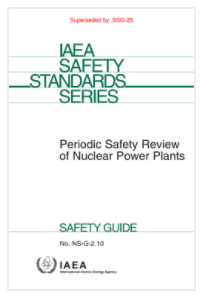 Superseded by: SSG-25
IAEA
SAFETY
STANDARDS
SERIES
Periodic Safety Review
of Nuclear Power Plants
SAFETY GUIDE
No. NS-G-2.10
IAEA
International Atomic Energy Agency